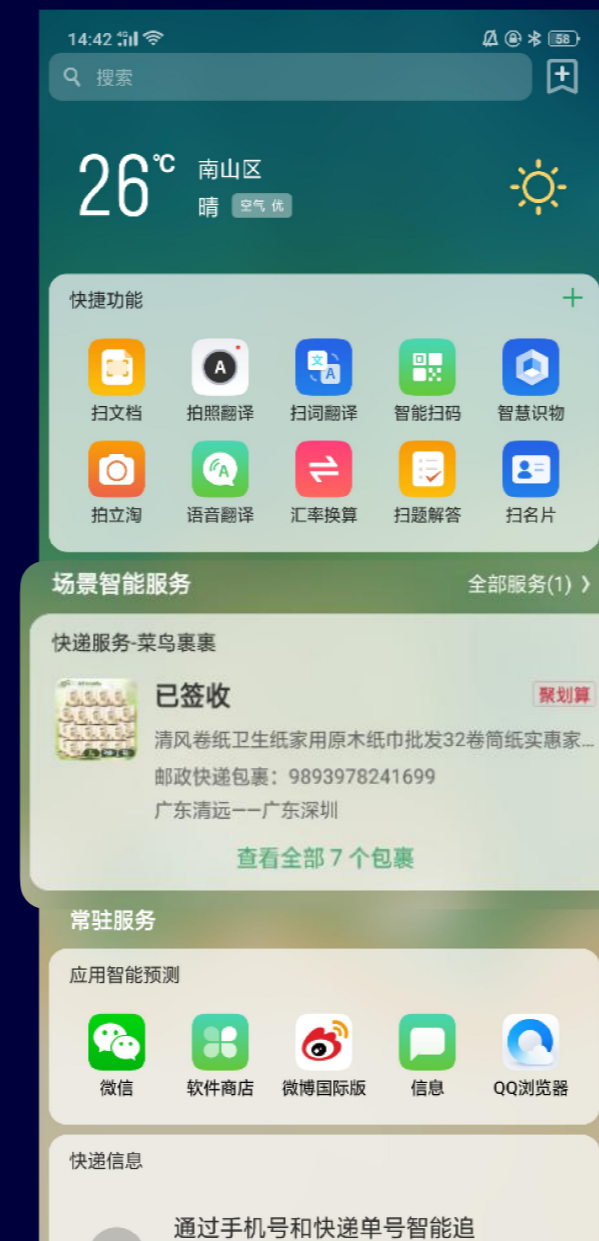 14:42
58
搜索
26℃
南山区
晴 空气 优
快捷功能
扫文档 拍照翻译 扫词翻译 智能扫码 智慧识物
拍立淘 语音翻译 汇率换算 扫题解答 扫名片
场景智能服务 全部服务(1)
快递服务-菜鸟裹裹
已签收 聚划算
清风卷纸卫生纸家用原木纸巾批发32卷筒纸实惠家...
邮政快递包裹：9893978241699
广东清远——广东深圳
查看全部 7 个包裹
常驻服务
应用智能预测
微信 软件商店 微博国际版 信息 QQ浏览器
快递信息
通过手机号和快递单号智能追